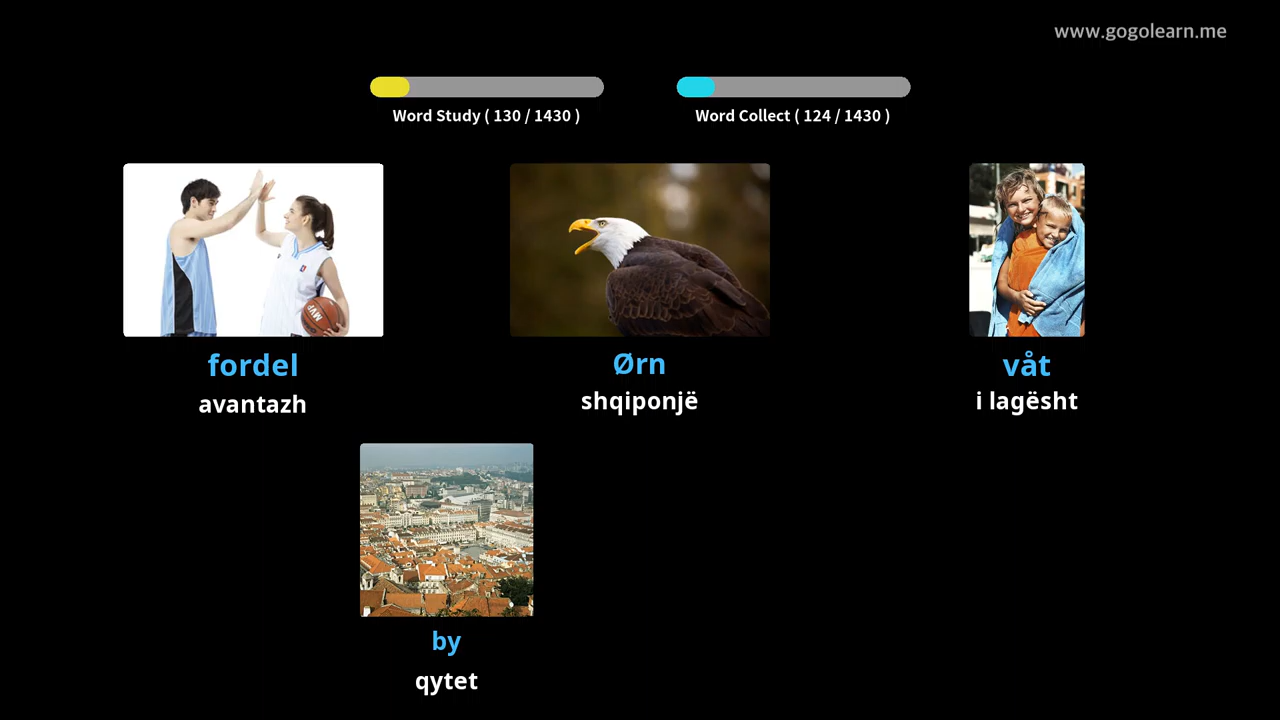 www.gogolearn.me
Word Study ( 130 / 1430 )
Word Collect ( 124 / 1430 )
fordel
avantazh
Ørn
shqiponjë
våt
i lagësht
by
qytet